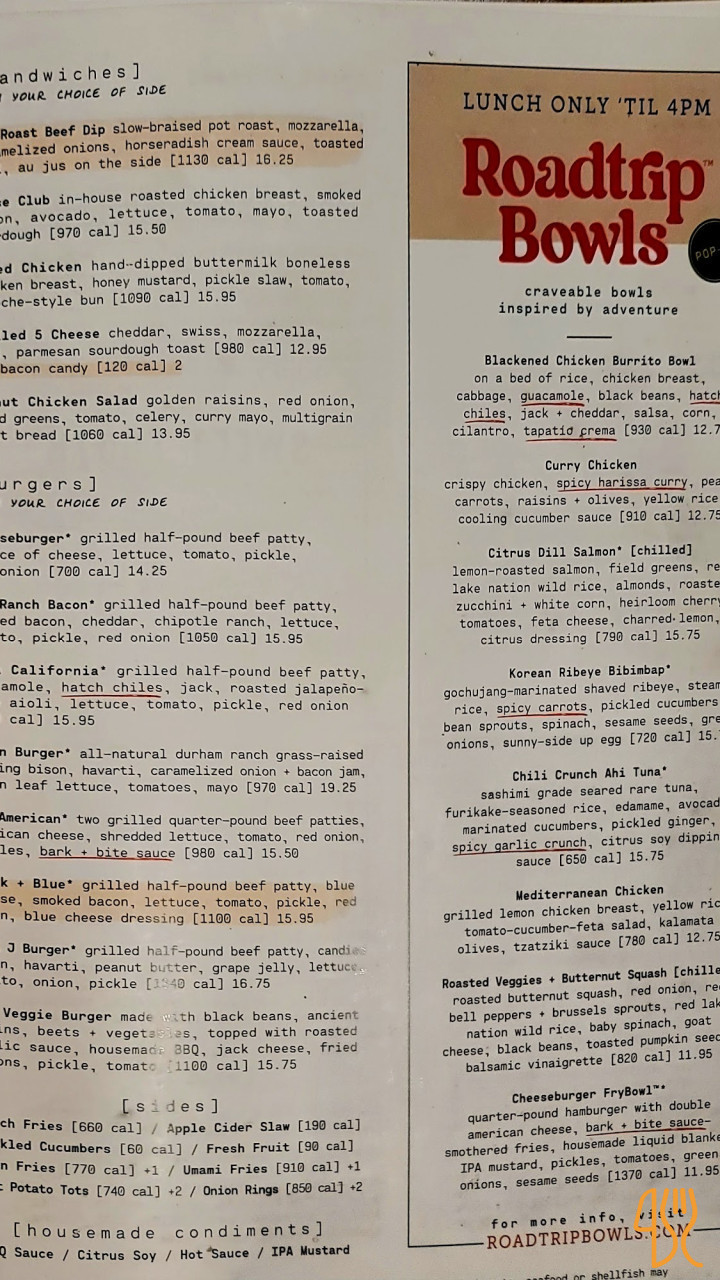 andwiches]
YOUR CHOICE OF SIDE
Roast Beef Dip slow-braised pot roast, mozzarella,
melized onions, horseradish cream sauce, toasted
, au jus on the side [1130 cal] 16.25
e Club in-house roasted chicken breast, smoked
on, avocado, lettuce, tomato, mayo, toasted
dough [970 cal] 15.50
ed Chicken hand-dipped buttermilk boneless
ken breast, honey mustard, pickle slaw, tomato,
che-style bun [1090 cal] 15.95
led 5 Cheese cheddar, swiss, mozzarella,
, parmesan sourdough toast [980 cal] 12.95
bacon candy [120 cal] 2
ut Chicken Salad golden raisins, red onion,
d greens, tomato, celery, curry mayo, multigrain
t bread [1060 cal] 13.95
urgers]
YOUR CHOICE OF SIDE
seburger* grilled half-pound beef patty,
ce of cheese, lettuce, tomato, pickle,
onion [700 cal] 14.25
Ranch Bacon* grilled half-pound beef patty,
ed bacon, cheddar, chipotle ranch, lettuce,
to, pickle, red onion [1050 cal] 15.95
California* grilled half-pound beef patty,
amole, hatch chiles, jack, roasted jalapeño-
aioli, lettuce, tomato, pickle, red onion
cal] 15.95
n Burger* all-natural durham ranch grass-raised
ing bison, havarti, caramelized onion + bacon jam,
n leaf lettuce, tomatoes, mayo [970 cal] 19.25
American* two grilled quarter-pound beef patties,
ican cheese, shredded lettuce, tomato, red onion,
les, bark + bite sauce [980 cal] 15.50
k + Blue* grilled half-pound beef patty, blue
se, smoked bacon, lettuce, tomato, pickle, red
n, blue cheese dressing [1100 cal] 15.95
J Burger* grilled half-pound beef patty, candie
n, havarti, peanut butter, grape jelly, lettuce,
to, onion, pickle cal] 16.75
Veggie Burger made with black beans, ancient
ins, beets + vegetables, topped with roasted
lic sauce, housemade BBQ, jack cheese, fried
ons, pickle, tomato [1100 cal] 15.75
[sides]
ch Fries [660 cal] / Apple Cider Slaw [190 cal]
kled Cucumbers [60 cal] / Fresh Fruit [90 cal]
n Fries [770 cal] +1 / Umami Fries [910 cal] +1
t Potato Tots [740 cal] +2 / Onion Rings [850 cal] +2
[housemade condiments]
Q Sauce / Citrus Soy / Hot Sauce / IPA Mustard
LUNCH ONLY 'TIL 4PM
Roadtrip™
Bowls
POP-
craveable bowls
inspired by adventure
Blackened Chicken Burrito Bowl
on a bed of rice, chicken breast,
cabbage, guacamole, black beans, hatch
chiles, jack + cheddar, salsa, corn,
cilantro, tapatío crema [930 cal] 12.7
Curry Chicken
crispy chicken, spicy harissa curry, pea
carrots, raisins + olives, yellow rice
cooling cucumber sauce [910 cal] 12.75
Citrus Dill Salmon* [chilled]
lemon-roasted salmon, field greens, re
lake nation wild rice, almonds, roaste
zucchini + white corn, heirloom cherry
tomatoes, feta cheese, charred lemon,
citrus dressing [790 cal] 15.75
Korean Ribeye Bibimbap*
gochujang-marinated shaved ribeye, steam
rice, spicy carrots, pickled cucumbers
bean sprouts, spinach, sesame seeds, gre
onions, sunny-side up egg [720 cal] 15.
Chili Crunch Ahi Tuna*
sashimi grade seared rare tuna,
furikake-seasoned rice, edamame, avocad
marinated cucumbers, pickled ginger,
spicy garlic crunch, citrus soy dippin
sauce [650 cal] 15.75
Mediterranean Chicken
grilled lemon chicken breast, yellow ric
tomato-cucumber-feta salad, kalamata
olives, tzatziki sauce [780 cal] 12.75
Roasted Veggies + Butternut Squash [chille
roasted butternut squash, red onion, re
bell peppers + brussels sprouts, red lak
nation wild rice, baby spinach, goat
cheese, black beans, toasted pumpkin seed
balsamic vinaigrette [820 cal] 11.95
Cheeseburger FryBowl™*
quarter-pound hamburger with double
american cheese, bark + bite sauce-
smothered fries, housemade liquid blanke
IPA mustard, pickles, tomatoes, green
onions, sesame seeds [1370 cal] 11.95
for more info, visit
ROADTRIPBOWLS.COM
seafood or shellfish may